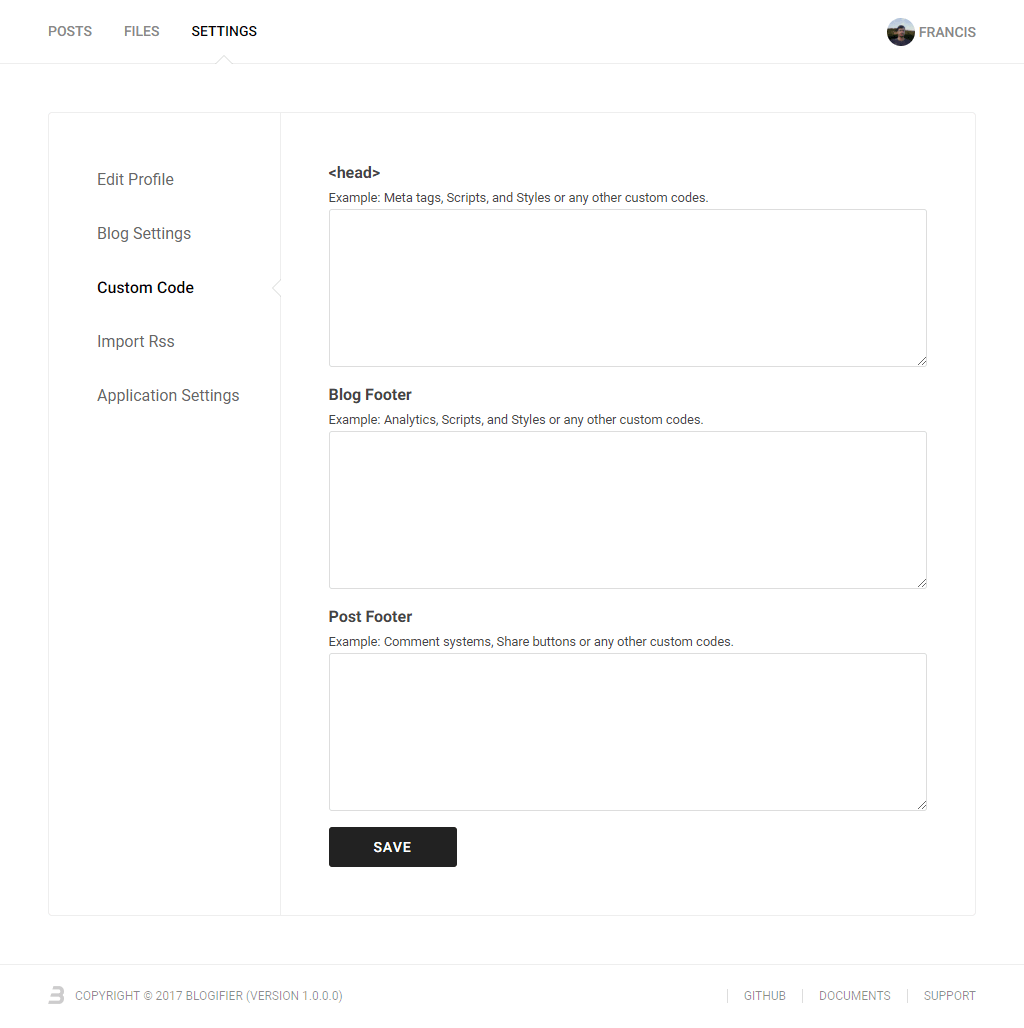 POSTS FILES SETTINGS FRANCIS
Edit Profile
Blog Settings
Custom Code
Import Rss
Application Settings
<head>
Example: Meta tags, Scripts, and Styles or any other custom codes.
Blog Footer
Example: Analytics, Scripts, and Styles or any other custom codes.
Post Footer
Example: Comment systems, Share buttons or any other custom codes.
SAVE
COPYRIGHT © 2017 BLOGIFIER (VERSION 1.0.0.0) GITHUB DOCUMENTS SUPPORT